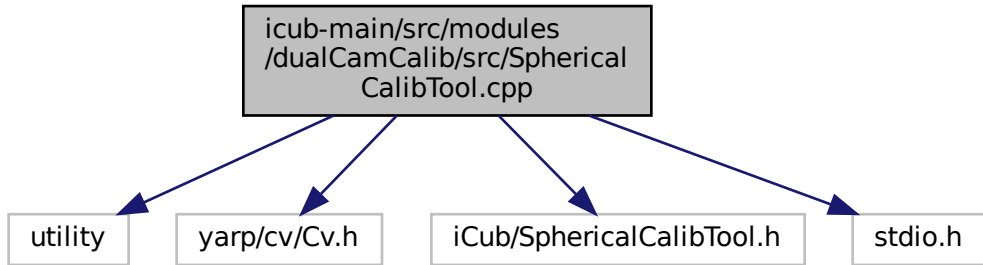 icub-main/src/modules
/dualCamCalib/src/Spherical
CalibTool.cpp
utility
yarp/cv/Cv.h
iCub/SphericalCalibTool.h
stdio.h